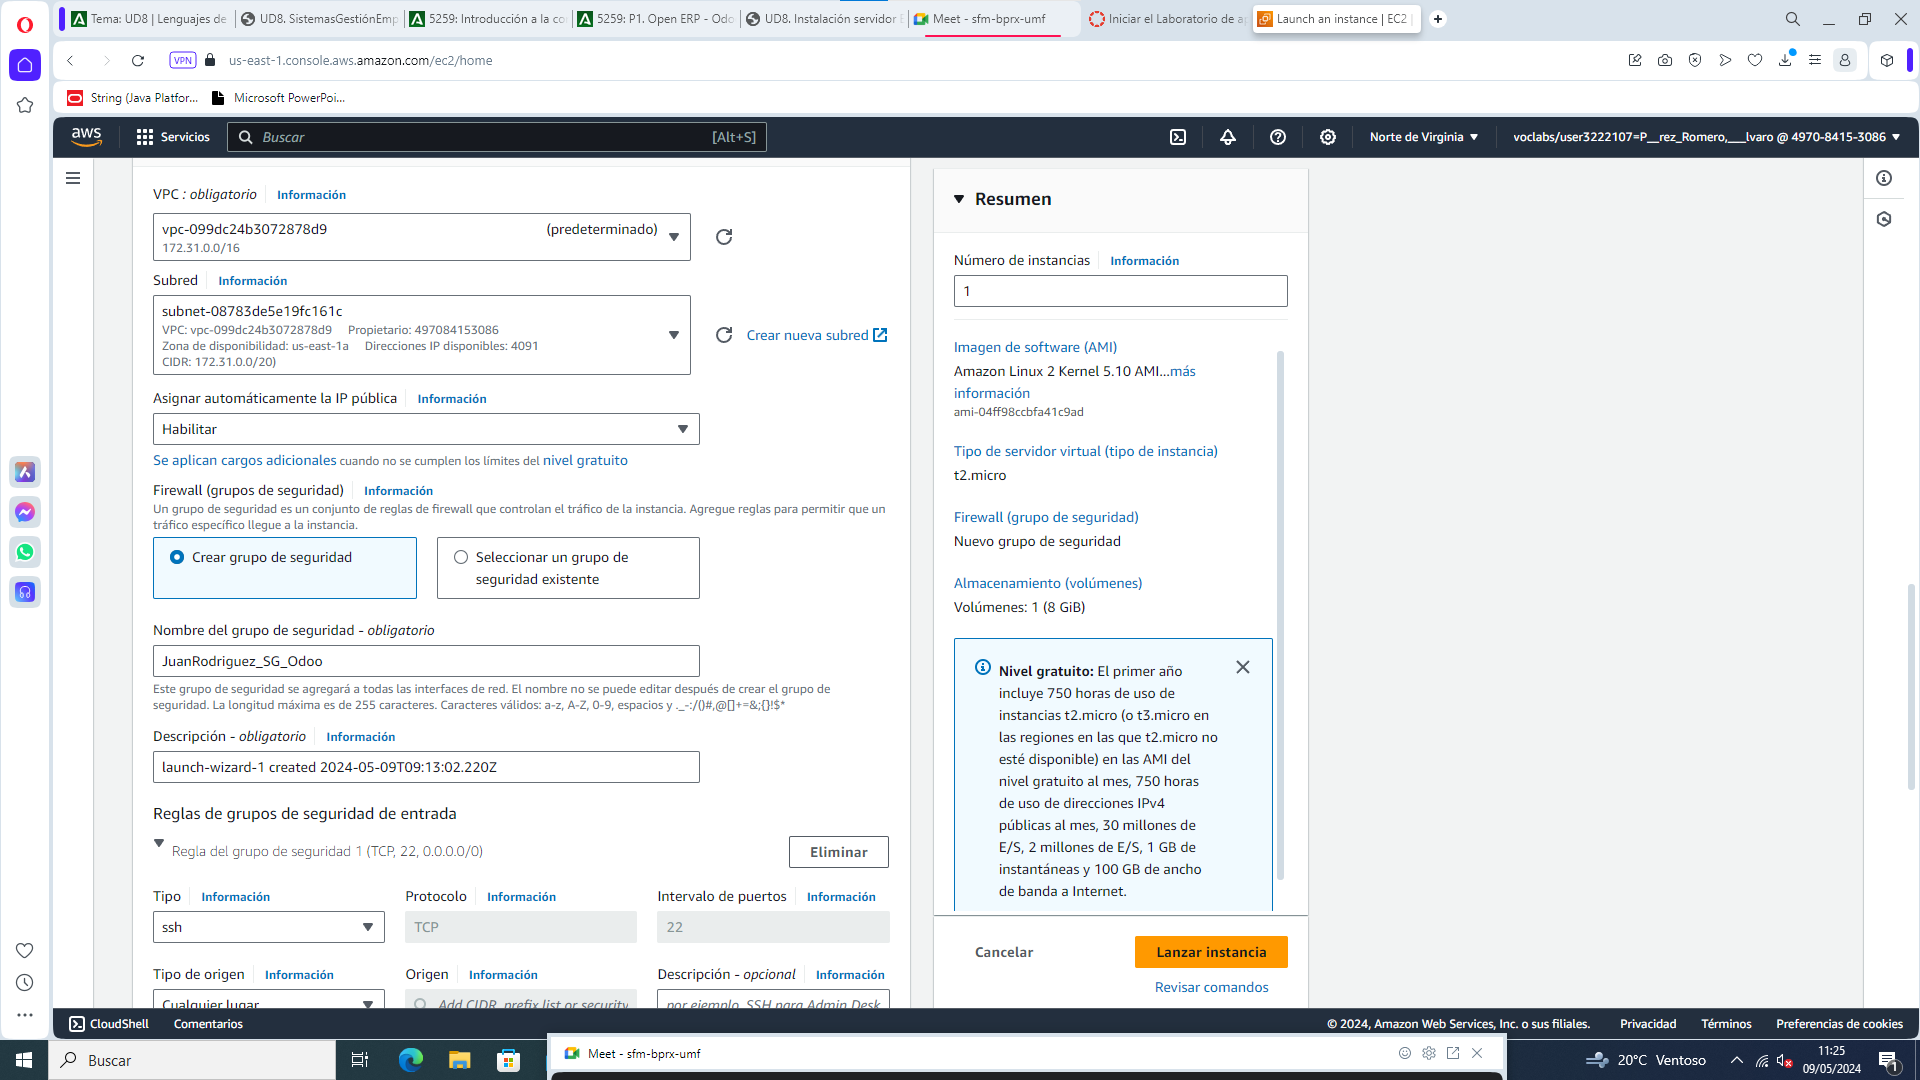 Tema: UD8 | Lenguajes de
UD8. SistemasGestiónEmp
5259: Introducción a la co
5259: P1. Open ERP - Odo
UD8. Instalación servidor E
Meet - sfm-bprx-umf
Iniciar el Laboratorio de a
Launch an instance | EC2 |
VPN
us-east-1.console.aws.amazon.com/ec2/home
String (Java Platfor...
Microsoft PowerPoi...
aws
Servicios
Buscar
[Alt+S]
Norte de Virginia
voclabs/user3222107=P__rez_Romero,___lvaro @ 4970-8415-3086
VPC : obligatorio
Información
vpc-099dc24b3072878d9
(predeterminado)
172.31.0.0/16
Subred
Información
subnet-08783de5e19fc161c
VPC: vpc-099dc24b3072878d9 Propietario: 497084153086
Zona de disponibilidad: us-east-1a Direcciones IP disponibles: 4091
CIDR: 172.31.0.0/20)
Crear nueva subred
Asignar automáticamente la IP pública
Información
Habilitar
Se aplican cargos adicionales cuando no se cumplen los límites del nivel gratuito
Firewall (grupos de seguridad)
Información
Un grupo de seguridad es un conjunto de reglas de firewall que controlan el tráfico de la instancia. Agregue reglas para permitir que un
tráfico específico llegue a la instancia.
Crear grupo de seguridad
Seleccionar un grupo de
seguridad existente
Nombre del grupo de seguridad - obligatorio
JuanRodriguez_SG_Odoo
Este grupo de seguridad se agregará a todas las interfaces de red. El nombre no se puede editar después de crear el grupo de
seguridad. La longitud máxima es de 255 caracteres. Caracteres válidos: a-z, A-Z, 0-9, espacios y ._-:/()#,@[]+=&;{}!$*
Descripción - obligatorio
Información
launch-wizard-1 created 2024-05-09T09:13:02.220Z
Reglas de grupos de seguridad de entrada
Regla del grupo de seguridad 1 (TCP, 22, 0.0.0.0/0)
Eliminar
Tipo
Información
Protocolo
Información
Intervalo de puertos
Información
ssh
TCP
22
Tipo de origen
Información
Origen
Información
Descripción - opcional
Información
Cualquier lugar
Add CIDR, prefix list or security
por ejemplo, SSH para Admin Desk
Resumen
Número de instancias
Información
1
Imagen de software (AMI)
Amazon Linux 2 Kernel 5.10 AMI...más
información
ami-04ff98ccbfa41c9ad
Tipo de servidor virtual (tipo de instancia)
t2.micro
Firewall (grupo de seguridad)
Nuevo grupo de seguridad
Almacenamiento (volúmenes)
Volúmenes: 1 (8 GiB)
Nivel gratuito: El primer año
incluye 750 horas de uso de
instancias t2.micro (o t3.micro en
las regiones en las que t2.micro no
esté disponible) en las AMI del
nivel gratuito al mes, 750 horas
de uso de direcciones IPv4
públicas al mes, 30 millones de
E/S, 2 millones de E/S, 1 GB de
instantáneas y 100 GB de ancho
de banda a Internet.
Cancelar
Lanzar instancia
Revisar comandos
CloudShell
Comentarios
© 2024, Amazon Web Services, Inc. o sus filiales.
Privacidad
Términos
Preferencias de cookies
Buscar
Meet - sfm-bprx-umf
20°C Ventoso
11:25
09/05/2024
1